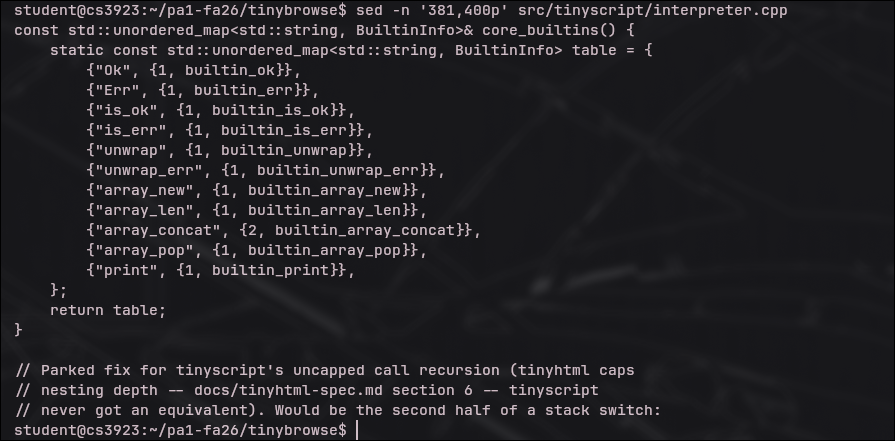 student@cs3923:~/pa1-fa26/tinybrowse$ sed -n '381,400p' src/tinyscript/interpreter.cpp
const std::unordered_map<std::string, BuiltinInfo>& core_builtins() {
    static const std::unordered_map<std::string, BuiltinInfo> table = {
        {"Ok", {1, builtin_ok}},
        {"Err", {1, builtin_err}},
        {"is_ok", {1, builtin_is_ok}},
        {"is_err", {1, builtin_is_err}},
        {"unwrap", {1, builtin_unwrap}},
        {"unwrap_err", {1, builtin_unwrap_err}},
        {"array_new", {1, builtin_array_new}},
        {"array_len", {1, builtin_array_len}},
        {"array_concat", {2, builtin_array_concat}},
        {"array_pop", {1, builtin_array_pop}},
        {"print", {1, builtin_print}},
    };
    return table;
}

// Parked fix for tinyscript's uncapped call recursion (tinyhtml caps
// nesting depth -- docs/tinyhtml-spec.md section 6 -- tinyscript
// never got an equivalent). Would be the second half of a stack switch:
student@cs3923:~/pa1-fa26/tinybrowse$